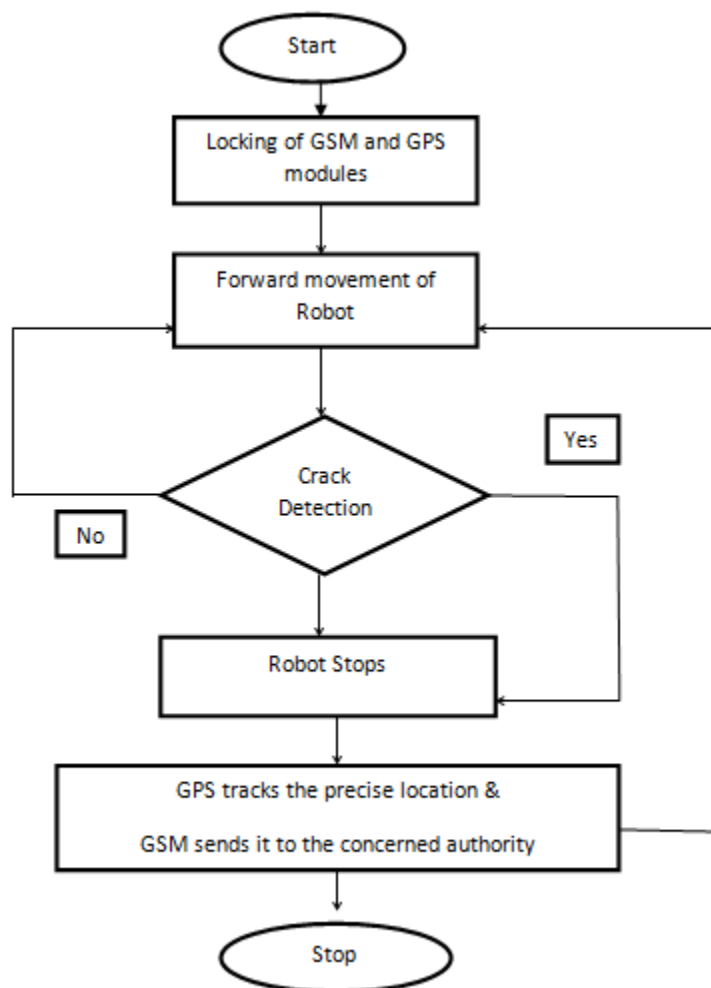 Start
Locking of GSM and GPS
modules
Forward movement of
Robot
Yes
Crack
Detection
No
Robot Stops
GPS tracks the precise location &
GSM sends it to the concerned authority
Stop